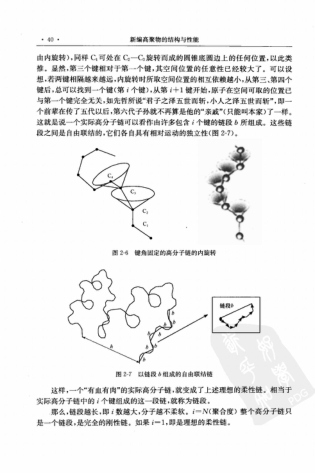 · 40 ·
新编高聚物的结构与性能
由内旋转),同样 C₄ 可处在 C₂—C₃ 旋转而成的圆锥底圆边上的任何位置,以此类
推。显然,第三个键相对于第一个键,其空间位置的任意性已经较大了。可以设
想,若两键相隔越来越远,内旋转时所取空间位置的相互依赖越小,从第三、第四个
键后,总可以找到一个键(第 i 个键),从第 i+1 键开始,原子在空间可取的位置已
与第一个键完全无关,如先哲所说“君子之泽五世而斩,小人之泽五世而斩”,即一
个前辈在传了五代以后,第六代子孙就不再算是他的“亲戚”(只能叫本家)了一样。
这就是说一个实际高分子链可以看作由许多包含 i 个键的链段 b 所组成。这些链
段之间是自由联结的,它们各自具有相对运动的独立性(图 2-7)。
C₄
C₃
C₂
C₁
图 2-6 键角固定的高分子链的内旋转
链段b
b
b
b
b
b
图 2-7 以链段 b 组成的自由联结链
这样,一个“有血有肉”的实际高分子链,就变成了上述理想的柔性链。相当于
实际高分子链中的 i 个键组成的这一段链,就称为链段。
那么,链段越长,即 i 数越大,分子越不柔软。i=N(聚合度)整个高分子链只
是一个链段,是完全的刚性链。如果 i=1,即是理想的柔性链。